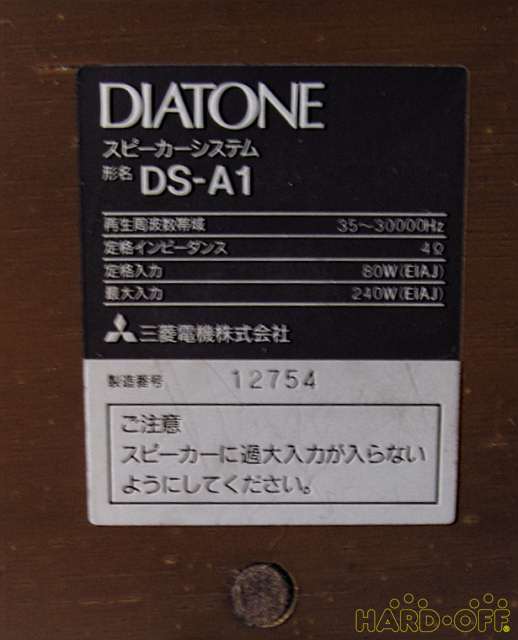 DIATONE
スピーカーシステム
形名 DS-A1
再生周波数帯域 35～30000Hz
定格インピーダンス 4Ω
定格入力 80W(EIAJ)
最大入力 240W(EIAJ)
三菱電機株式会社
製造番号 12754
ご注意
スピーカーに過大入力が入らない
ようにしてください。
HARD・OFF